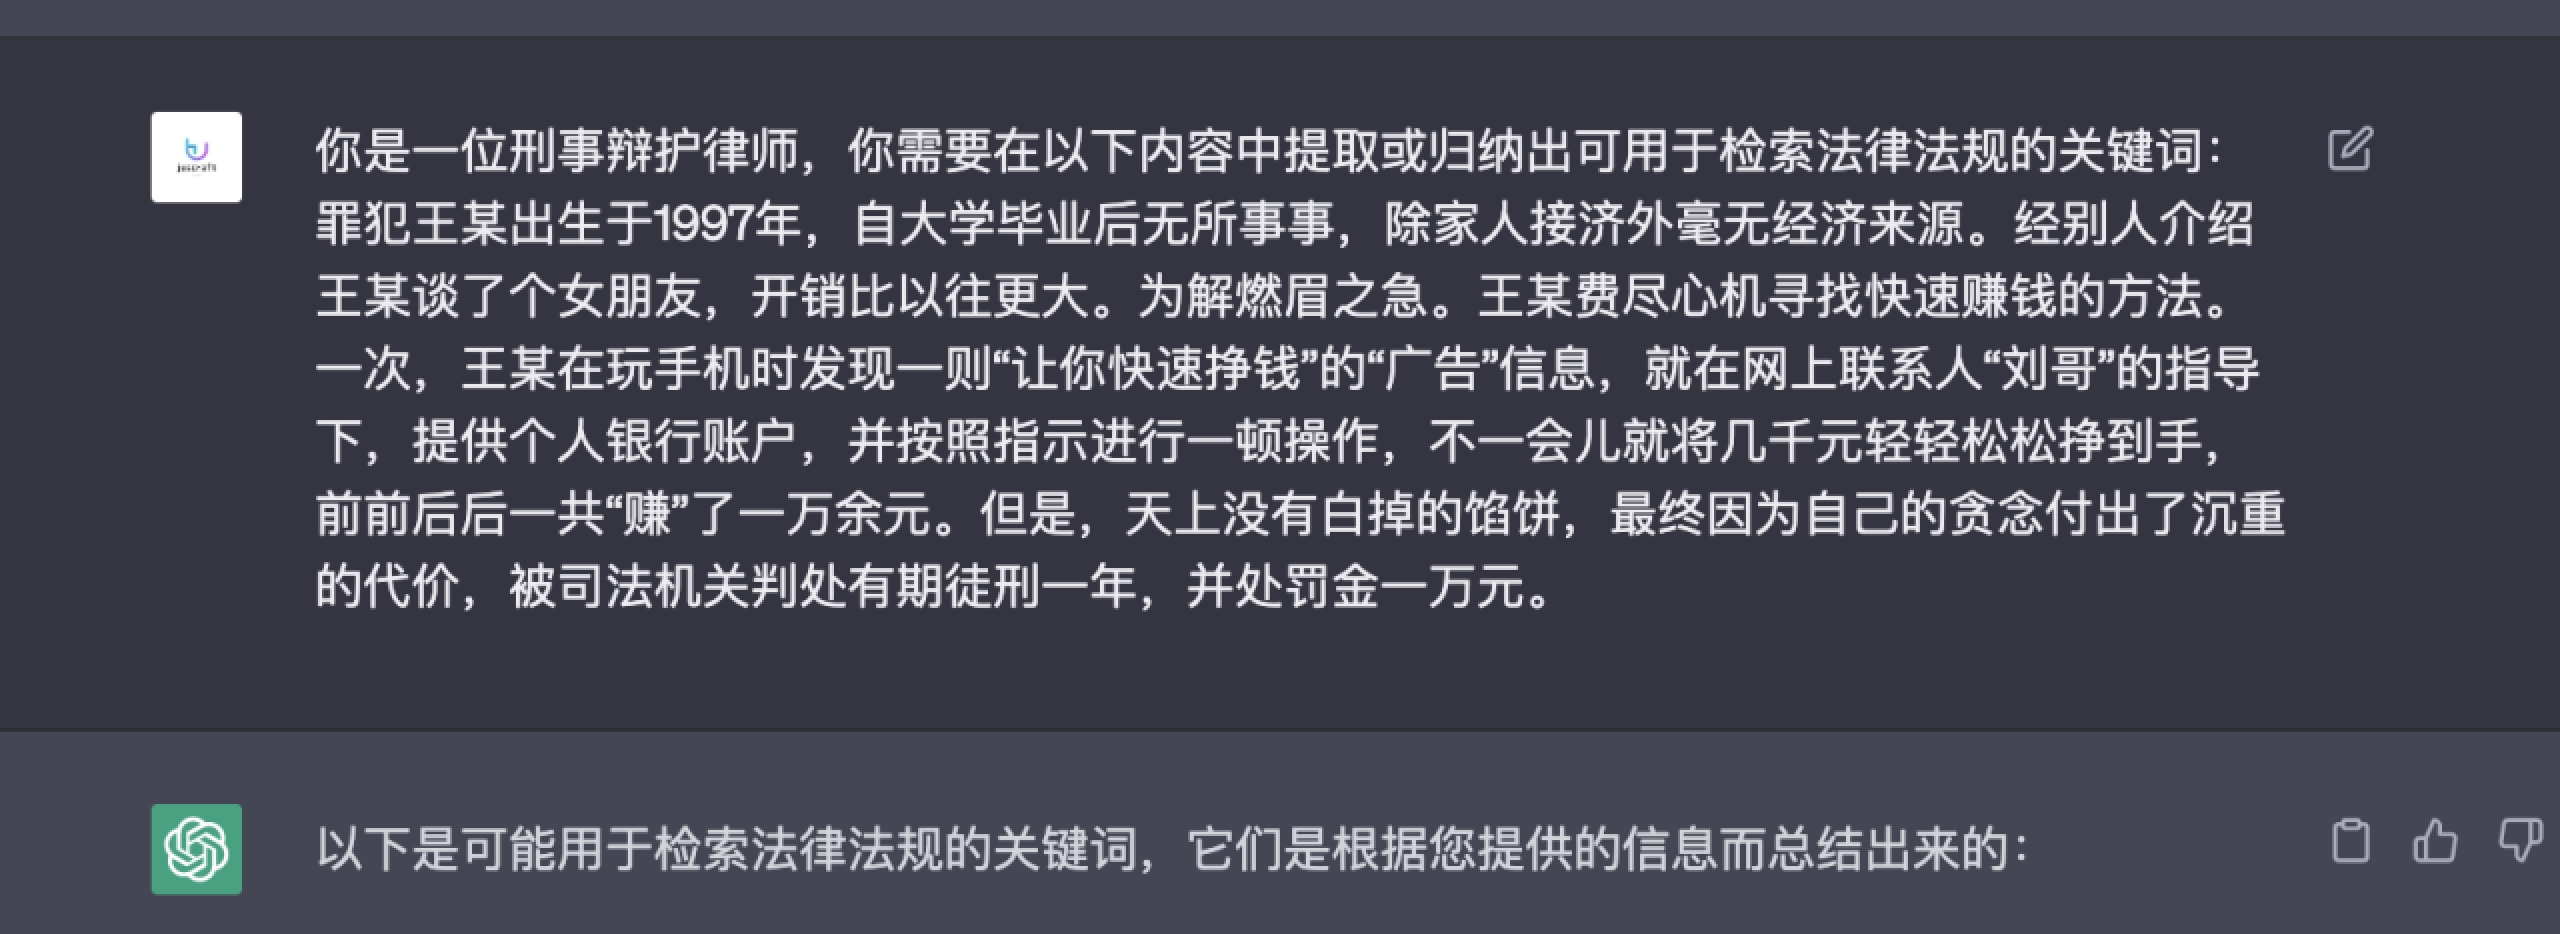 juscraft
你是一位刑事辩护律师，你需要在以下内容中提取或归纳出可用于检索法律法规的关键词：
罪犯王某出生于1997年，自大学毕业后无所事事，除家人接济外毫无经济来源。经别人介绍
王某谈了个女朋友，开销比以往更大。为解燃眉之急。王某费尽心机寻找快速赚钱的方法。
一次，王某在玩手机时发现一则“让你快速挣钱”的“广告”信息，就在网上联系人“刘哥”的指导
下，提供个人银行账户，并按照指示进行一顿操作，不一会儿就将几千元轻轻松松挣到手，
前前后后一共“赚”了一万余元。但是，天上没有白掉的馅饼，最终因为自己的贪念付出了沉重
的代价，被司法机关判处有期徒刑一年，并处罚金一万元。
以下是可能用于检索法律法规的关键词，它们是根据您提供的信息而总结出来的：